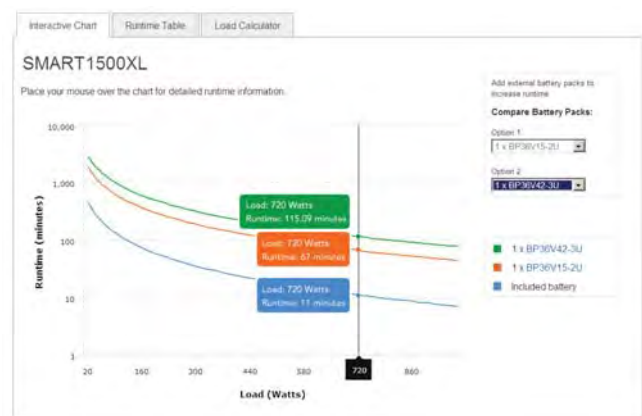 Interactive Chart Runtime Table Load Calculator
SMART1500XL
Place your mouse over the chart for detailed runtime information.
Add external battery packs to
increase runtime
Compare Battery Packs:
Option 1
1 x BP36V15-2U
Option 2
1 x BP36V42-3U
Runtime (minutes)
10,000
1,000
100
10
1
Load: 720 Watts
Runtime: 115.09 minutes
Load: 720 Watts
Runtime: 67 minutes
Load: 720 Watts
Runtime: 11 minutes
1 x BP36V42-3U
1 x BP36V15-2U
Included battery
20 160 300 440 580 720 860
Load (Watts)